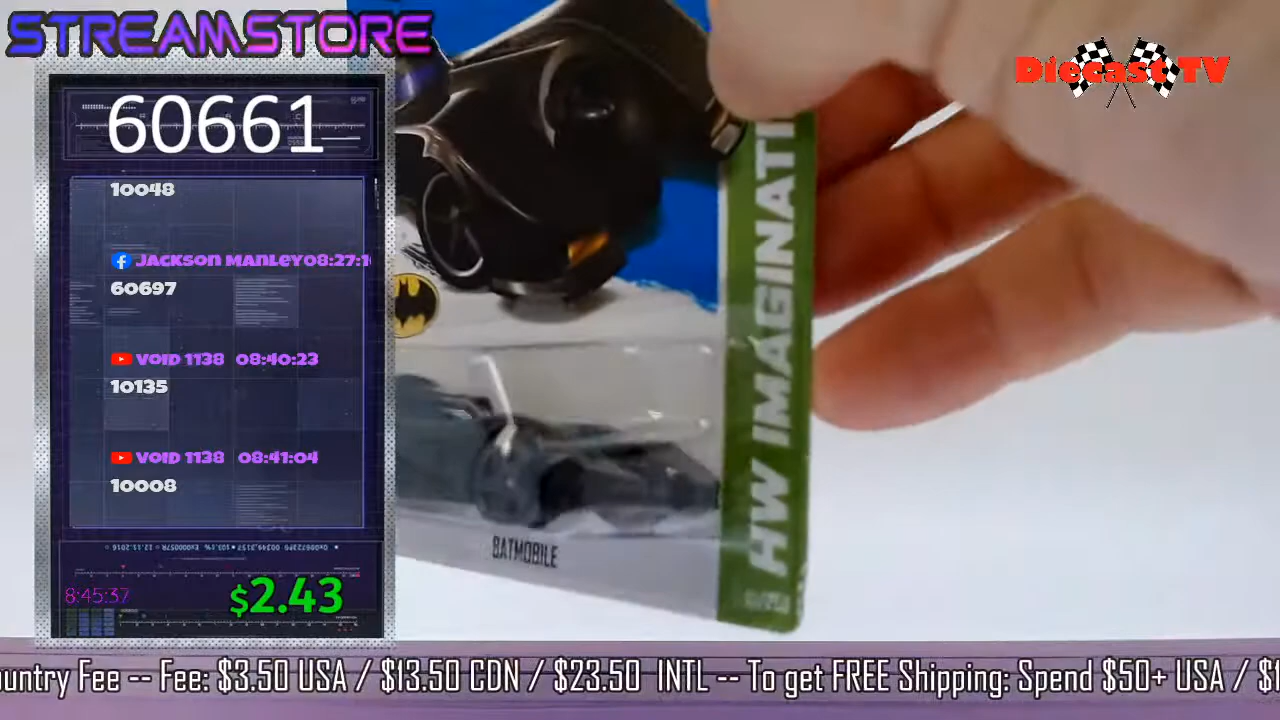 STREAMSTORE
Diecast TV
60661
10048
Jackson Manley08:27:1
60697
Void 1138 08:40:23
10135
Void 1138 08:41:04
10008
8:45:37
$2.43
HW IMAGINATI
BATMOBILE
ountry Fee -- Fee: $3.50 USA / $13.50 CDN / $23.50 INTL -- To get FREE Shipping: Spend $50+ USA / $1